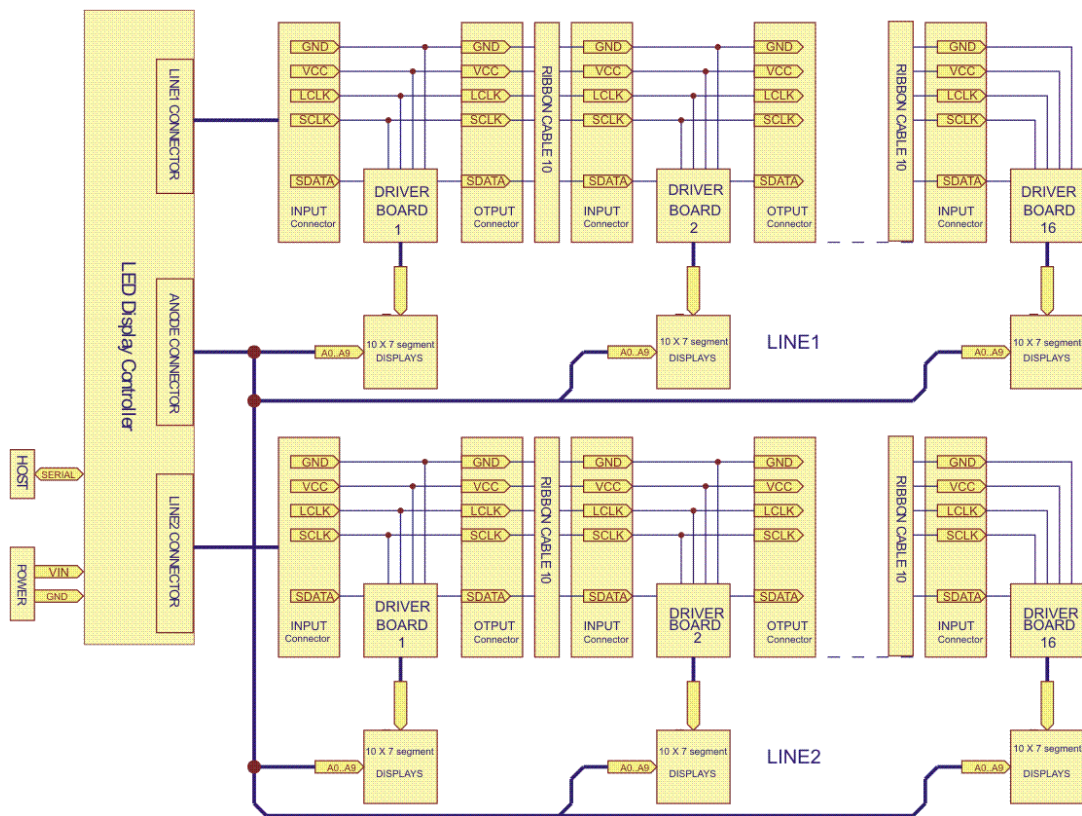 LED Display Controller
LINE1 CONNECTOR
ANODE CONNECTOR
LINE2 CONNECTOR
HOST
SERIAL
POWER
VIN
GND
GND
VCC
LCLK
SCLK
SDATA
INPUT
Connector
DRIVER
BOARD
1
GND
VCC
LCLK
SCLK
SDATA
OTPUT
Connector
RIBBON CABLE 10
GND
VCC
LCLK
SCLK
SDATA
INPUT
Connector
DRIVER
BOARD
2
GND
VCC
LCLK
SCLK
SDATA
OTPUT
Connector
RIBBON CABLE 10
GND
VCC
LCLK
SCLK
SDATA
INPUT
Connector
DRIVER
BOARD
16
A0..A9
10 X 7 segment
DISPLAYS
A0..A9
10 X 7 segment
DISPLAYS
LINE1
A0..A9
10 X 7 segment
DISPLAYS
GND
VCC
LCLK
SCLK
SDATA
INPUT
Connector
DRIVER
BOARD
1
GND
VCC
LCLK
SCLK
SDATA
OTPUT
Connector
RIBBON CABLE 10
GND
VCC
LCLK
SCLK
SDATA
INPUT
Connector
DRIVER
BOARD
2
GND
VCC
LCLK
SCLK
SDATA
OTPUT
Connector
RIBBON CABLE 10
GND
VCC
LCLK
SCLK
SDATA
INPUT
Connector
DRIVER
BOARD
16
A0..A9
10 X 7 segment
DISPLAYS
A0..A9
10 X 7 segment
DISPLAYS
LINE2
A0..A9
10 X 7 segment
DISPLAYS